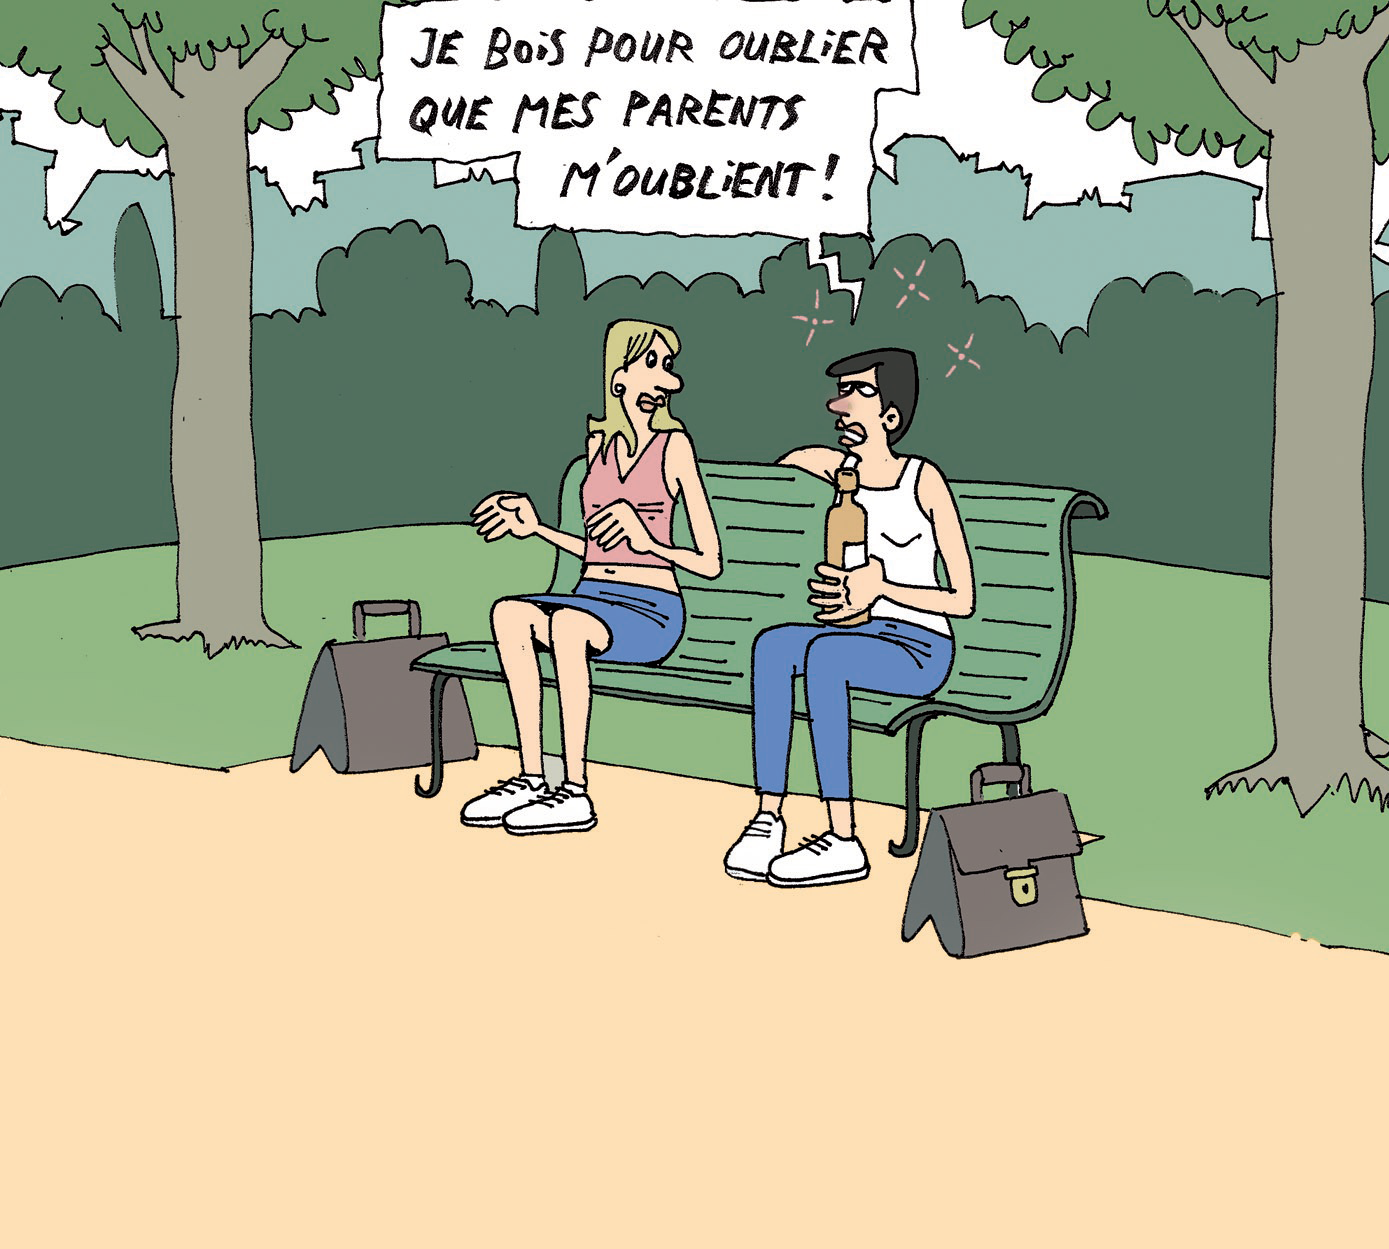 JE BOiS POUR OUBLiER
QUE MES PARENTS
M'OUBLiENT !